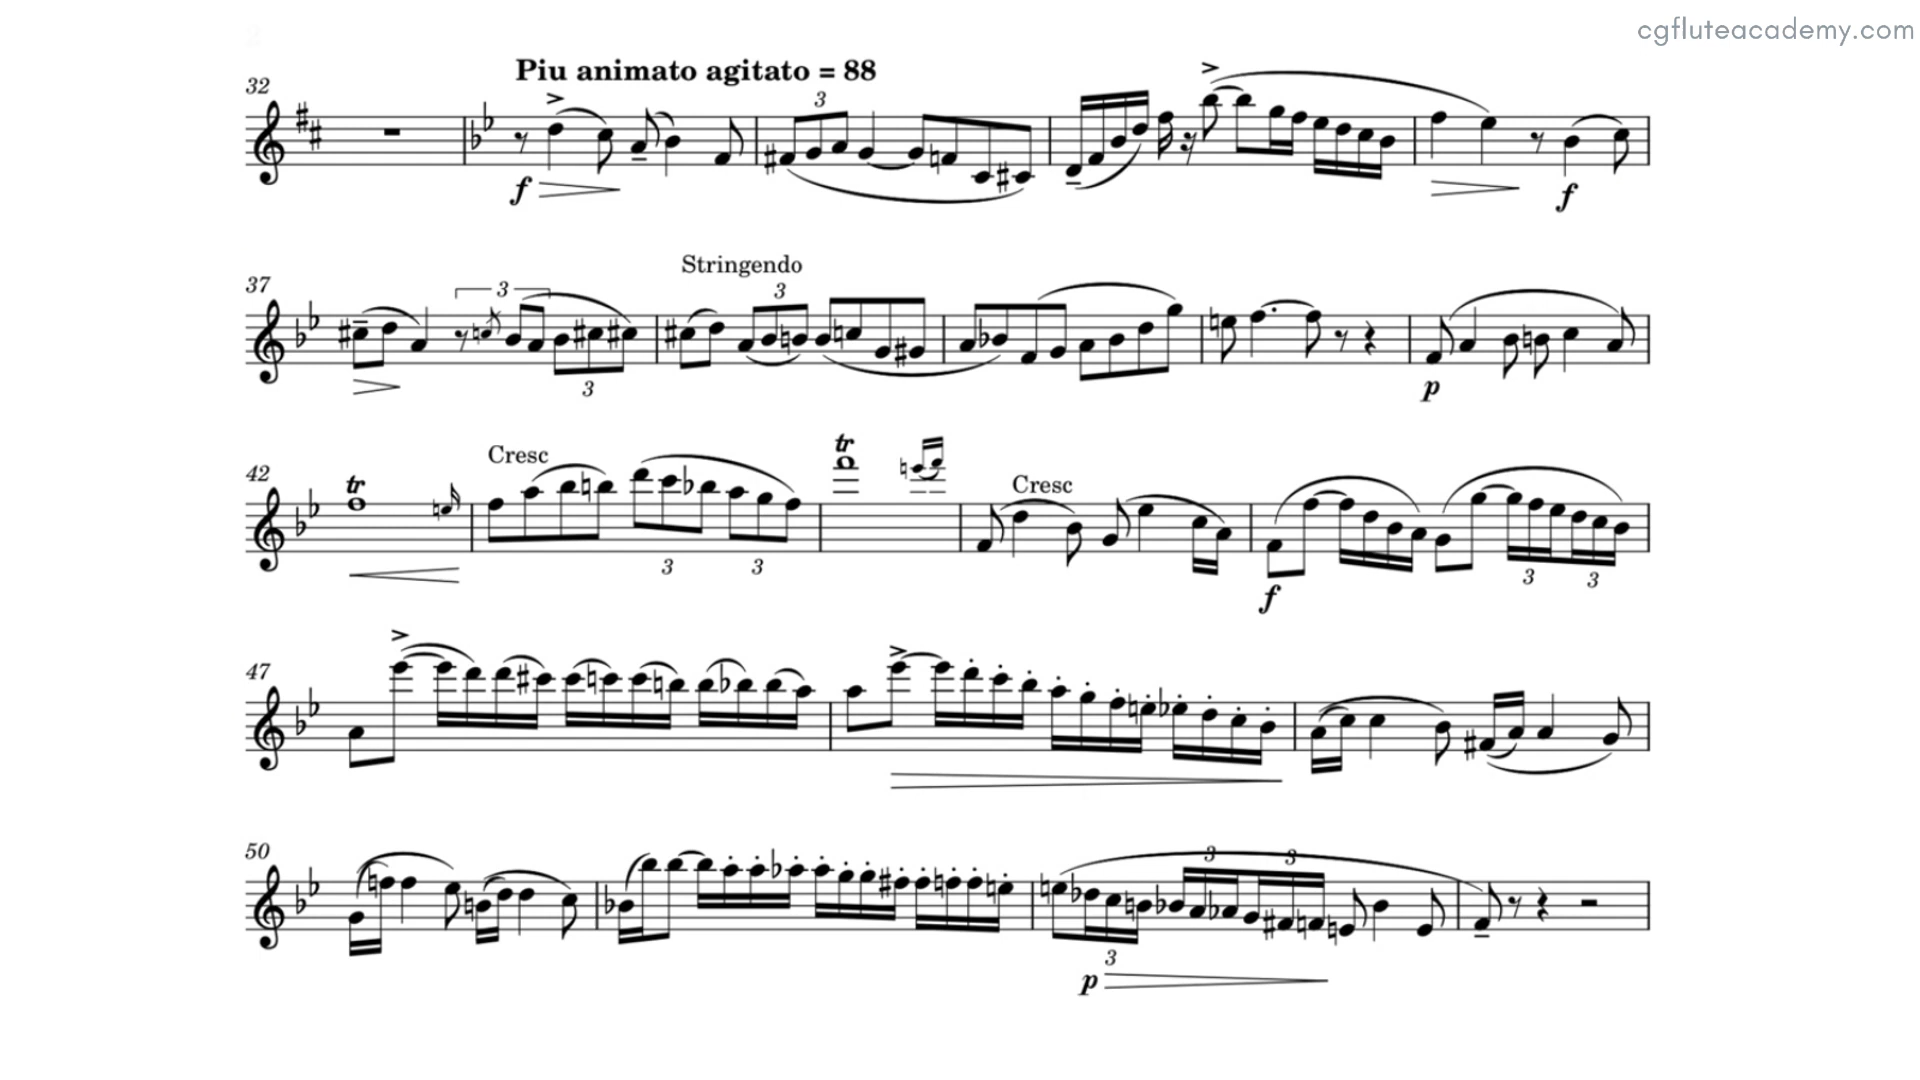 cgfluteacademy.com
Piu animato agitato = 88
32
3
f
f
37
3
3
Stringendo
3
p
42
tr
Cresc
3
3
tr
Cresc
f
3
3
47
50
3
3
3
p